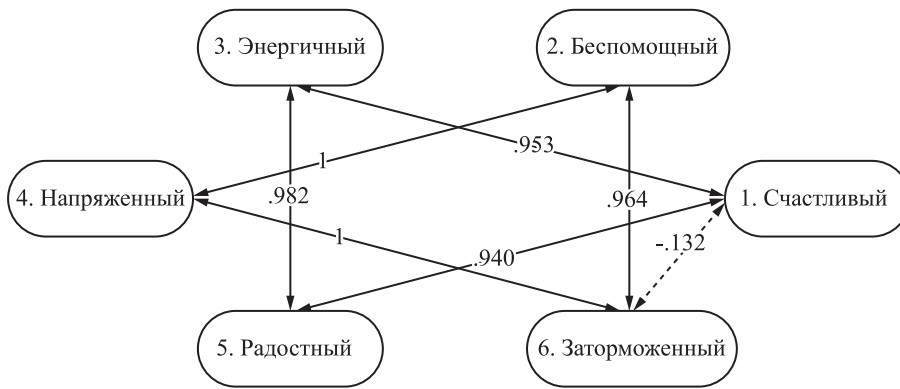 3. Энергичный
2. Беспомощный
.953
1
4. Напряженный
.982
.964
1. Счастливый
1
.940
-.132
5. Радостный
6. Заторможенный